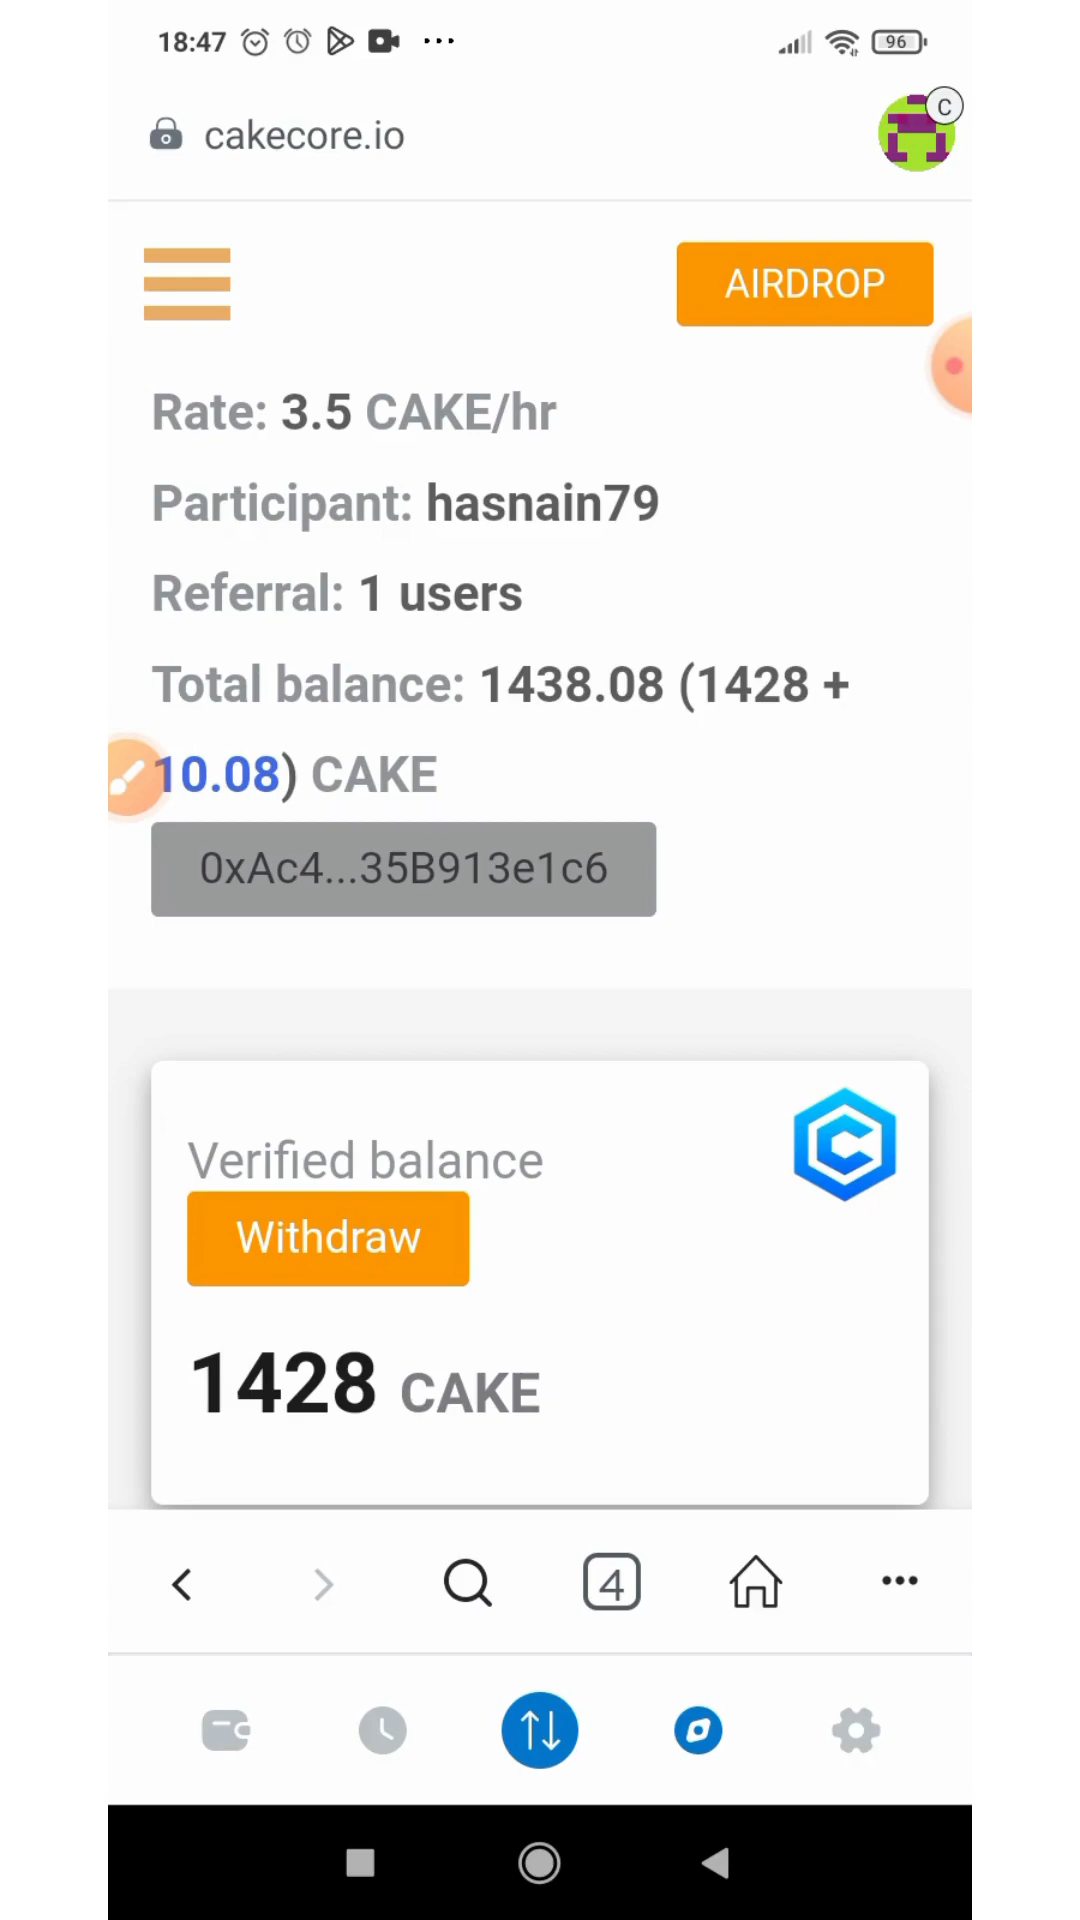 18:47 96
cakecore.io C
AIRDROP
Rate: 3.5 CAKE/hr
Participant: hasnain79
Referral: 1 users
Total balance: 1438.08 (1428 +
10.08) CAKE
0xAc4...35B913e1c6
Verified balance
Withdraw
1428 CAKE
4